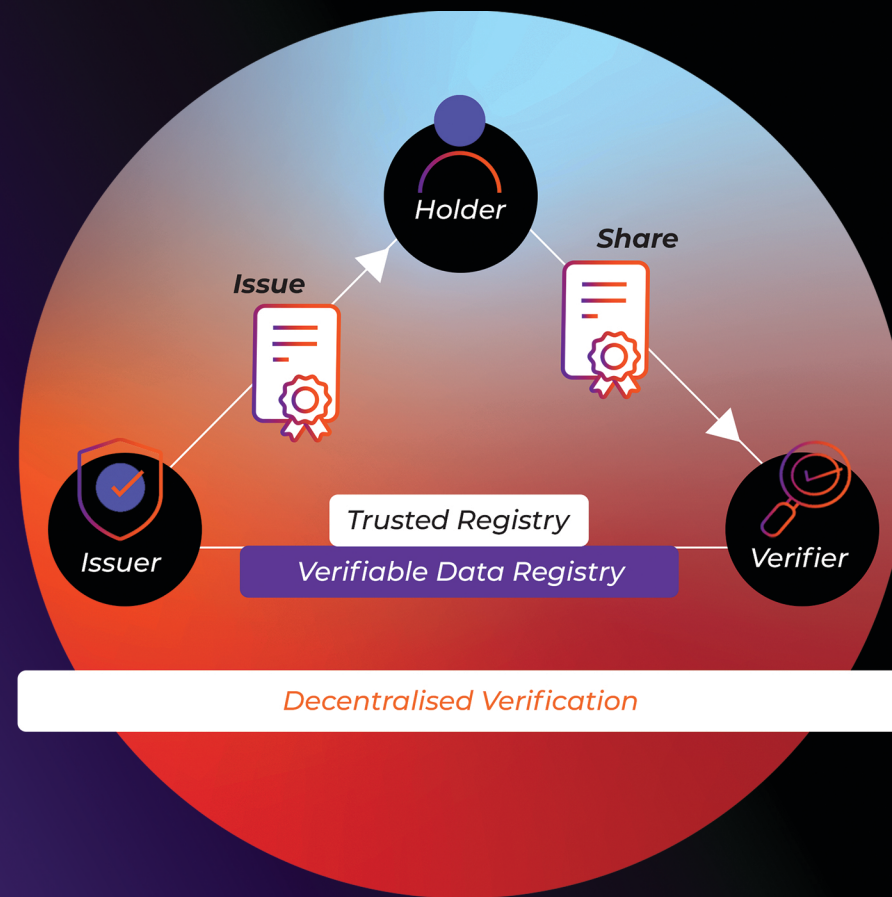 Holder
Share
Issue
Trusted Registry
Issuer
Verifier
Verifiable Data Registry
Decentralised Verification